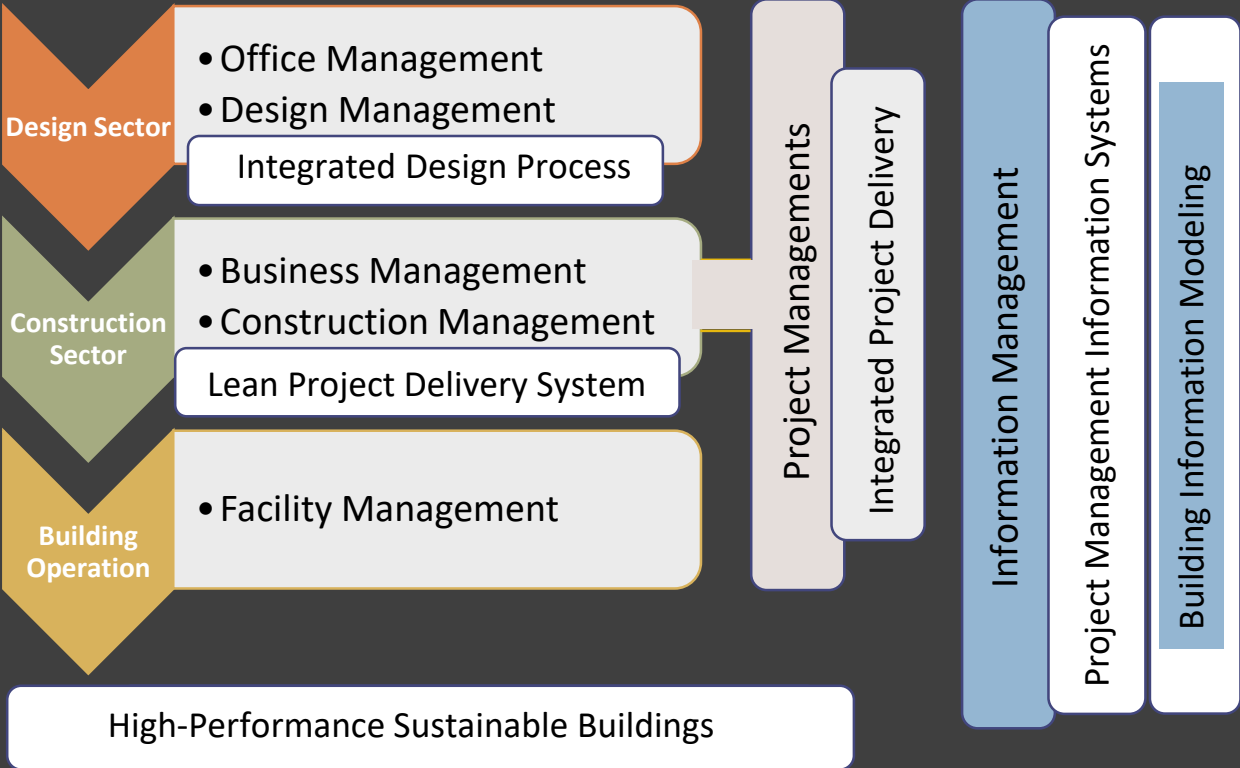 Design Sector
• Office Management
• Design Management
Integrated Design Process
Construction
Sector
• Business Management
• Construction Management
Lean Project Delivery System
Building
Operation
• Facility Management
High-Performance Sustainable Buildings
Project Managements
Integrated Project Delivery
Information Management
Project Management Information Systems
Building Information Modeling